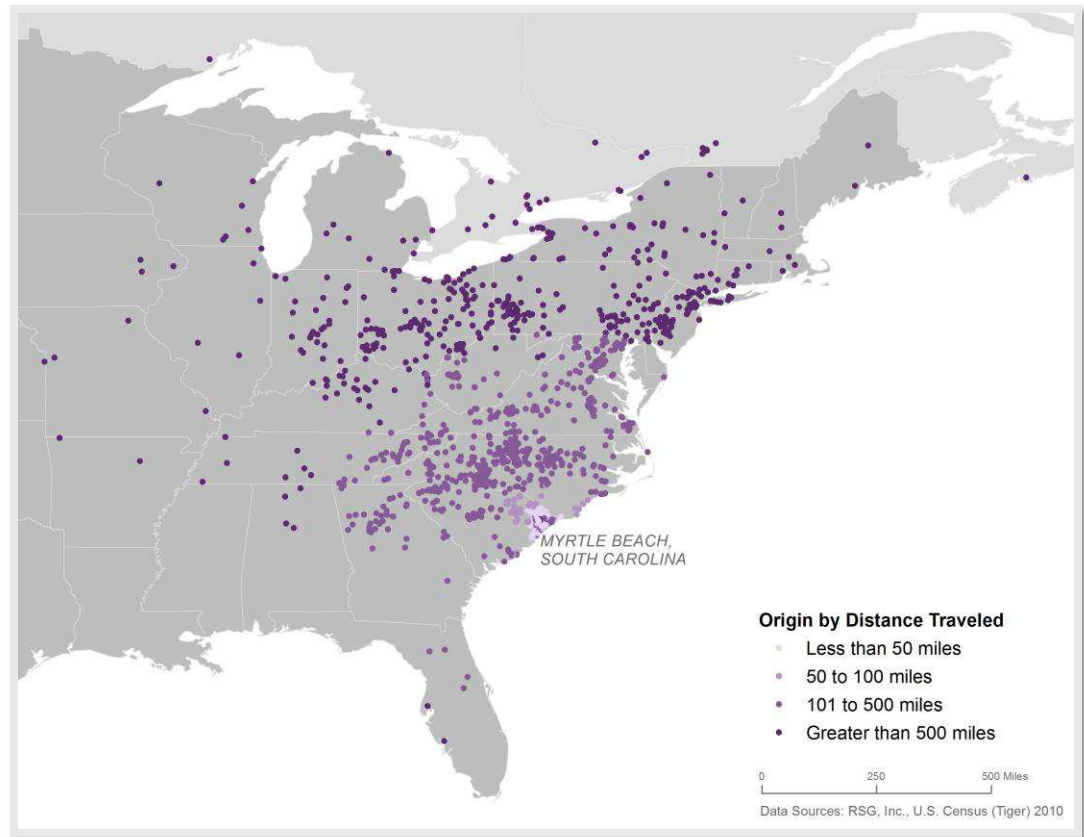 MYRTLE BEACH,
SOUTH CAROLINA
Origin by Distance Traveled
Less than 50 miles
50 to 100 miles
101 to 500 miles
Greater than 500 miles
0 250 500 Miles
Data Sources: RSG, Inc., U.S. Census (Tiger) 2010